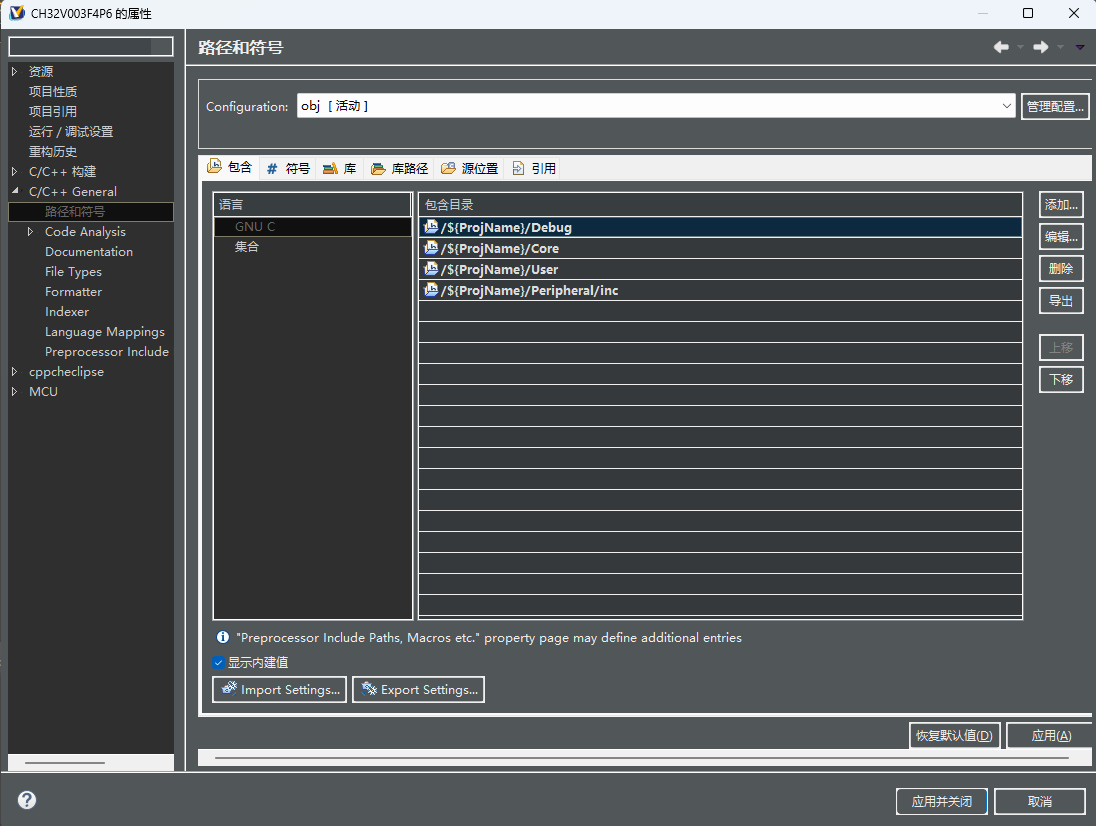 CH32V003F4P6 的属性
路径和符号
资源
项目性质
项目引用
运行 / 调试设置
重构历史
C/C++ 构建
C/C++ General
路径和符号
Code Analysis
Documentation
File Types
Formatter
Indexer
Language Mappings
Preprocessor Include
cppcheclipse
MCU
Configuration: obj [ 活动 ] 管理配置...
包含 # 符号 库 库路径 源位置 引用
语言
GNU C
集合
包含目录
/${ProjName}/Debug
/${ProjName}/Core
/${ProjName}/User
/${ProjName}/Peripheral/inc
添加...
编辑...
删除
导出
上移
下移
"Preprocessor Include Paths, Macros etc." property page may define additional entries
显示内建值
Import Settings... Export Settings...
恢复默认值(D) 应用(A)
应用并关闭 取消